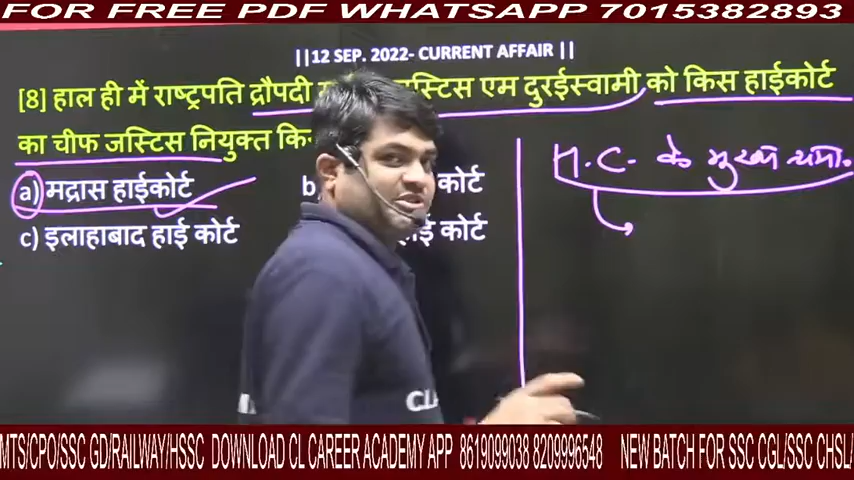 FOR FREE PDF WHATSAPP 7015382893
||12 SEP. 2022- CURRENT AFFAIR ||
[8] हाल ही में राष्ट्रपति द्रौपदी जस्टिस एम दुरईस्वामी को किस हाईकोर्ट
का चीफ जस्टिस नियुक्त
a) मद्रास हाईकोर्ट
कोर्ट
c) इलाहाबाद हाई कोर्ट
हाई कोर्ट
H.C. के मुख्य न्याया.
CL
MTS/CPO/SSC GD/RAILWAY/HSSC DOWNLOAD CL CAREER ACADEMY APP 8619099038 8209996548 NEW BATCH FOR SSC CGL/SSC CHSL/